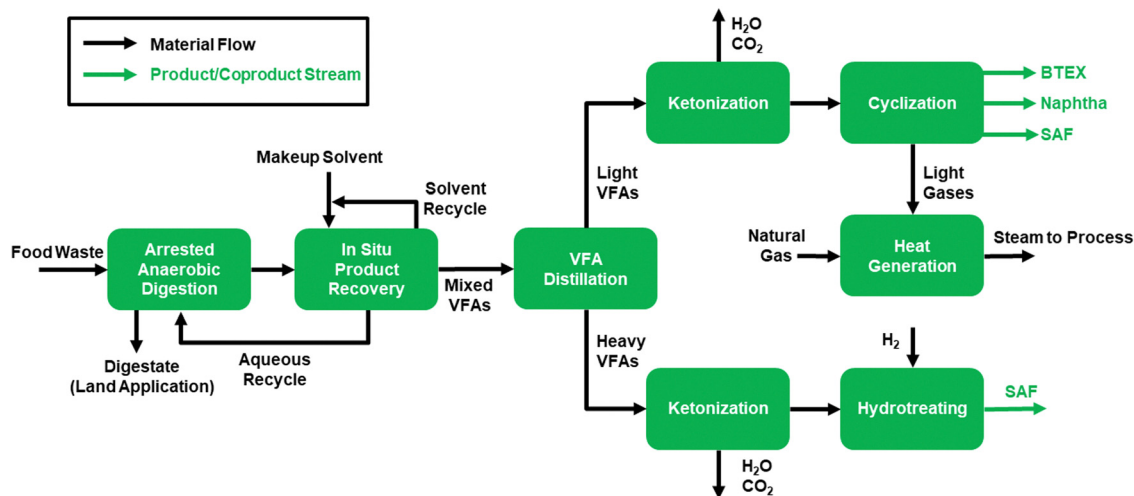 Material Flow
Product/Coproduct Stream
H₂O
CO₂
Ketonization
Cyclization
BTEX
Naphtha
SAF
Makeup Solvent
Solvent
Recycle
Light
VFAs
Light
Gases
Food Waste
Arrested
Anaerobic
Digestion
In Situ
Product
Recovery
Mixed
VFAs
VFA
Distillation
Natural
Gas
Heat
Generation
Steam to Process
Digestate
(Land Application)
Aqueous
Recycle
Heavy
VFAs
H₂
Ketonization
Hydrotreating
SAF
H₂O
CO₂